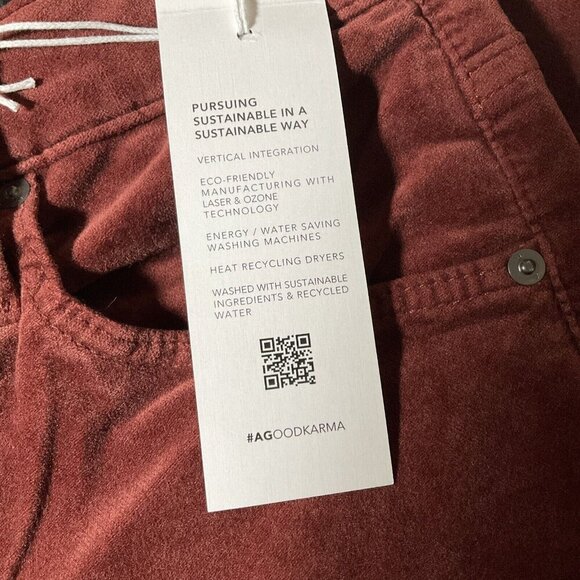 PURSUING
SUSTAINABLE IN A
SUSTAINABLE WAY
VERTICAL INTEGRATION
ECO-FRIENDLY
MANUFACTURING WITH
LASER & OZONE
TECHNOLOGY
ENERGY / WATER SAVING
WASHING MACHINES
HEAT RECYCLING DRYERS
WASHED WITH SUSTAINABLE
INGREDIENTS & RECYCLED
WATER
#AGOODKARMA